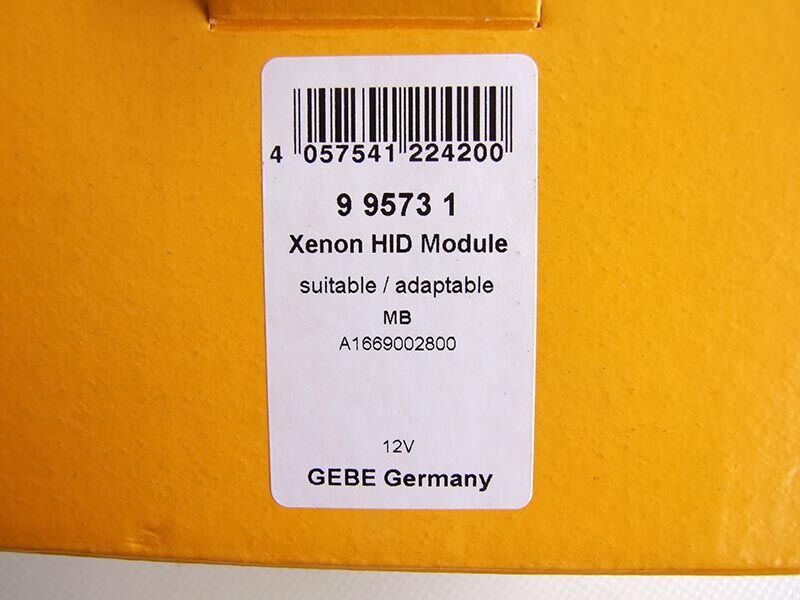 4 057541 224200
9 9573 1
Xenon HID Module
suitable / adaptable
MB
A1669002800
12V
GEBE Germany